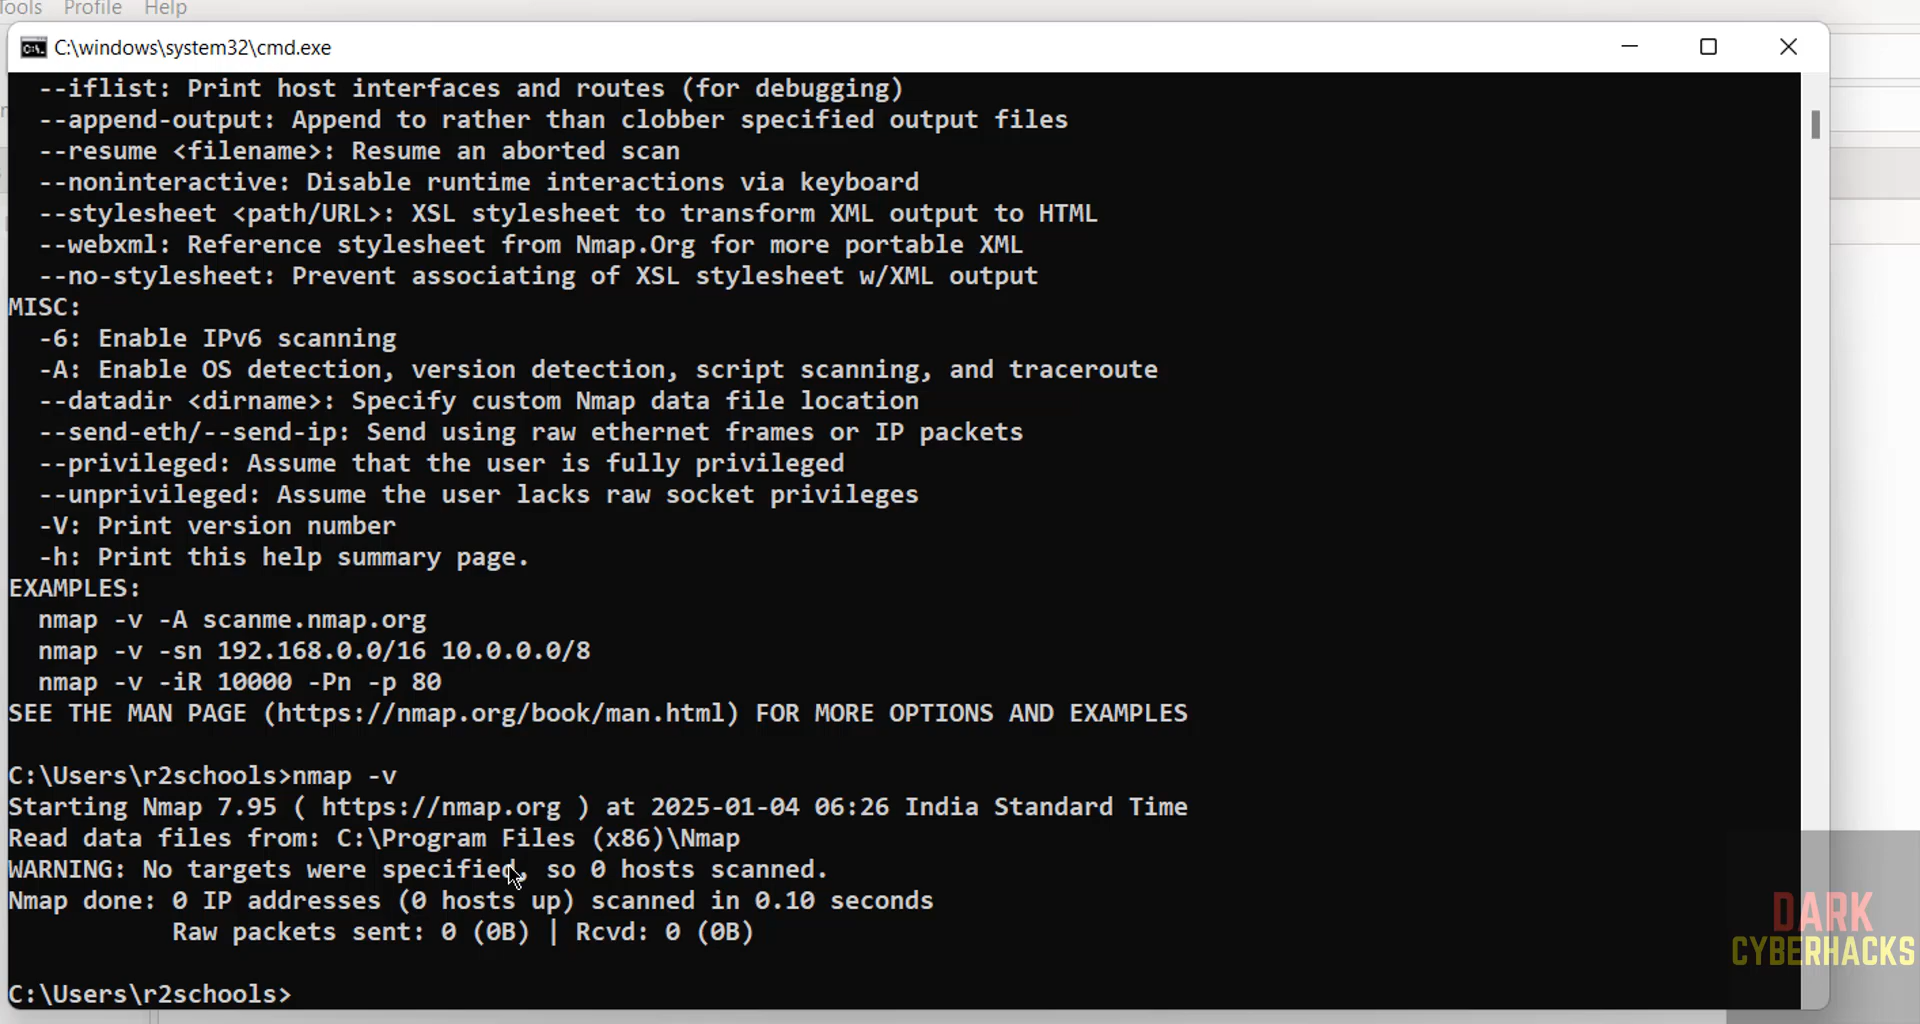 Tools Profile Help
C:\windows\system32\cmd.exe
--iflist: Print host interfaces and routes (for debugging)
--append-output: Append to rather than clobber specified output files
--resume <filename>: Resume an aborted scan
--noninteractive: Disable runtime interactions via keyboard
--stylesheet <path/URL>: XSL stylesheet to transform XML output to HTML
--webxml: Reference stylesheet from Nmap.Org for more portable XML
--no-stylesheet: Prevent associating of XSL stylesheet w/XML output
MISC:
-6: Enable IPv6 scanning
-A: Enable OS detection, version detection, script scanning, and traceroute
--datadir <dirname>: Specify custom Nmap data file location
--send-eth/--send-ip: Send using raw ethernet frames or IP packets
--privileged: Assume that the user is fully privileged
--unprivileged: Assume the user lacks raw socket privileges
-V: Print version number
-h: Print this help summary page.
EXAMPLES:
nmap -v -A scanme.nmap.org
nmap -v -sn 192.168.0.0/16 10.0.0.0/8
nmap -v -iR 10000 -Pn -p 80
SEE THE MAN PAGE (https://nmap.org/book/man.html) FOR MORE OPTIONS AND EXAMPLES
C:\Users\r2schools>nmap -v
Starting Nmap 7.95 ( https://nmap.org ) at 2025-01-04 06:26 India Standard Time
Read data files from: C:\Program Files (x86)\Nmap
WARNING: No targets were specified, so 0 hosts scanned.
Nmap done: 0 IP addresses (0 hosts up) scanned in 0.10 seconds
Raw packets sent: 0 (0B) | Rcvd: 0 (0B)
C:\Users\r2schools>
DARK
CYBERHACKS